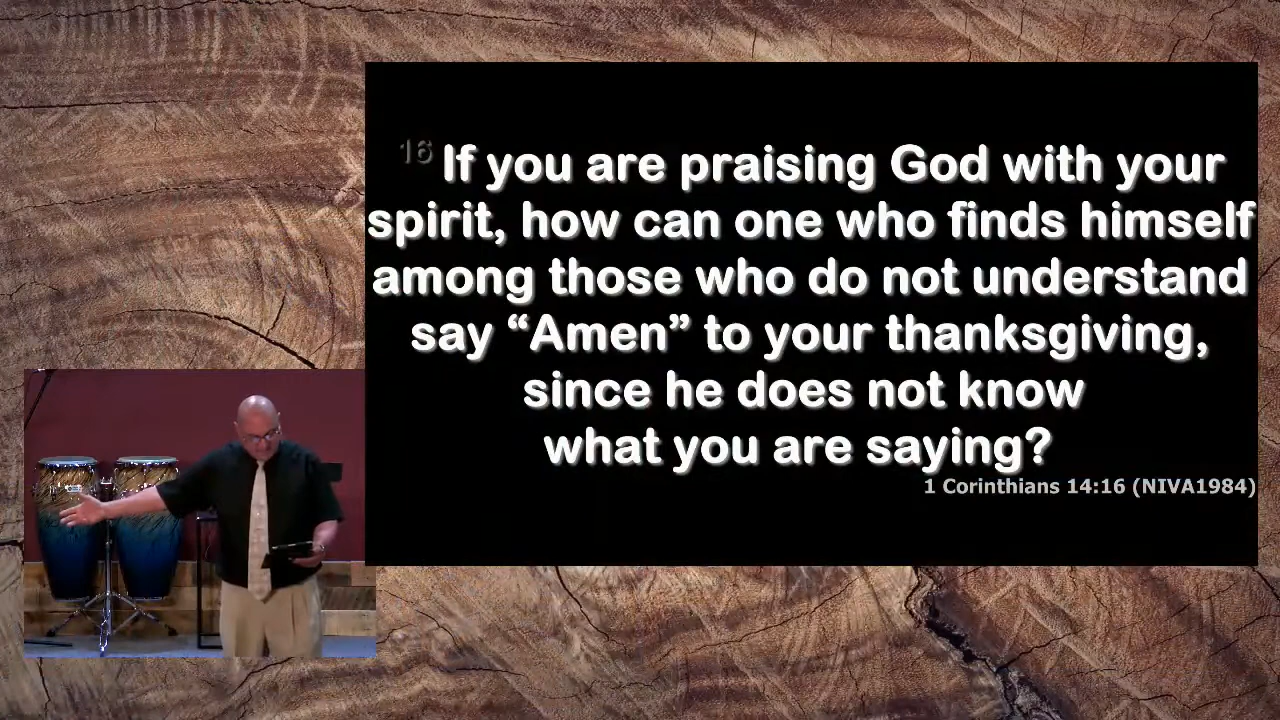 16 If you are praising God with your
spirit, how can one who finds himself
among those who do not understand
say “Amen” to your thanksgiving,
since he does not know
what you are saying?
1 Corinthians 14:16 (NIVA1984)